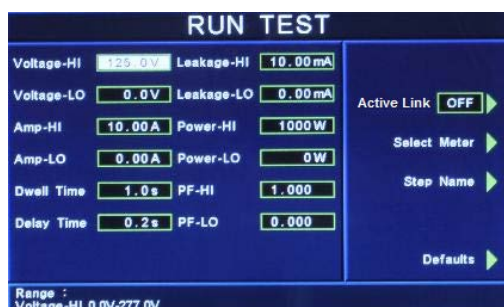 RUN TEST
Voltage-HI 125.0V Leakage-HI 10.00mA
Voltage-LO 0.0V Leakage-LO 0.00mA
Active Link OFF
Amp-HI 10.00A Power-HI 1000W
Select Meter
Amp-LO 0.00A Power-LO 0W
Step Name
Dwell Time 1.0s PF-HI 1.000
Delay Time 0.2s PF-LO 0.000
Defaults
Range :
Voltage-HI 0.0V-277.0V